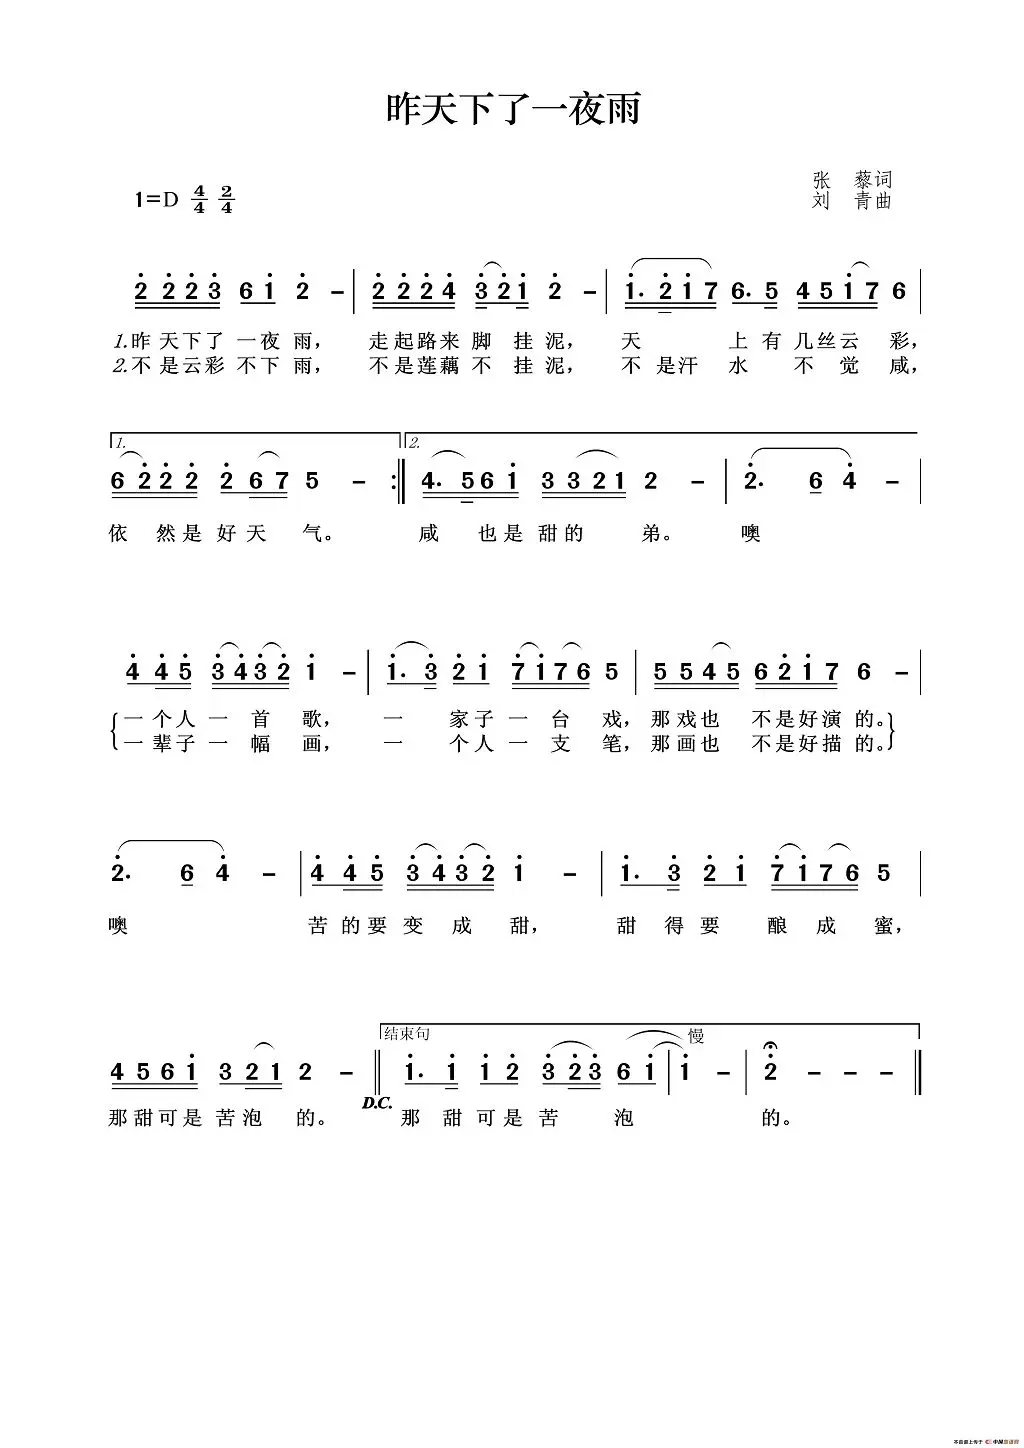 昨天下了一夜雨
1=D 4/4 2/4
张 藜词
刘 青曲
2 2 2 3 6 1 2 - | 2 2 2 4 3 2 1 2 - | 1. 2 1 7 6. 5 4 5 1 7 6 |
1.昨天下了一夜雨， 走起路来脚挂泥， 天上有几丝云彩，
2.不是云彩不下雨， 不是莲藕不挂泥， 不是汗水不觉咸，
1. 2.
6 2 2 2 2 6 7 5 - :|| 4. 5 6 1 3 3 2 1 2 - | 2. 6 4 - |
依然是好天气。 咸也是甜的弟。 噢
4 4 5 3 4 3 2 1 - | 1. 3 2 1 7 1 7 6 5 | 5 5 4 5 6 2 1 7 6 - |
一个人一首歌， 一家子一台戏， 那戏也不是好演的。
一辈子一幅画， 一个人一支笔， 那画也不是好描的。
2. 6 4 - | 4 4 5 3 4 3 2 1 - | 1. 3 2 1 7 1 7 6 5 |
噢 苦的要变成甜， 甜得要酿成蜜，
结束句 慢
4 5 6 1 3 2 1 2 - || 1. 1 1 2 3 2 3 6 1 | 1 - | 2 - - - ||
D.C.
那甜可是苦泡的。 那甜可是苦泡的。
本曲谱上传于 中国曲谱网